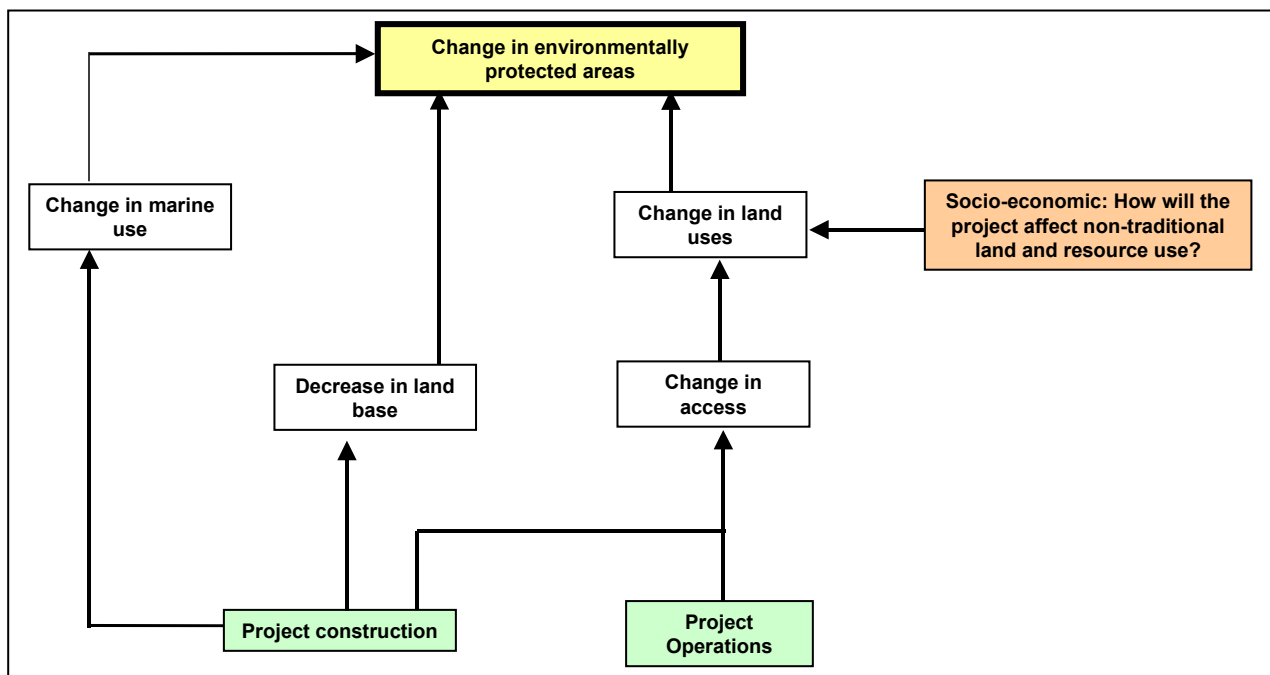 Change in environmentally
protected areas
Change in marine
use
Change in land
uses
Socio-economic: How will the
project affect non-traditional
land and resource use?
Decrease in land
base
Change in
access
Project construction
Project
Operations